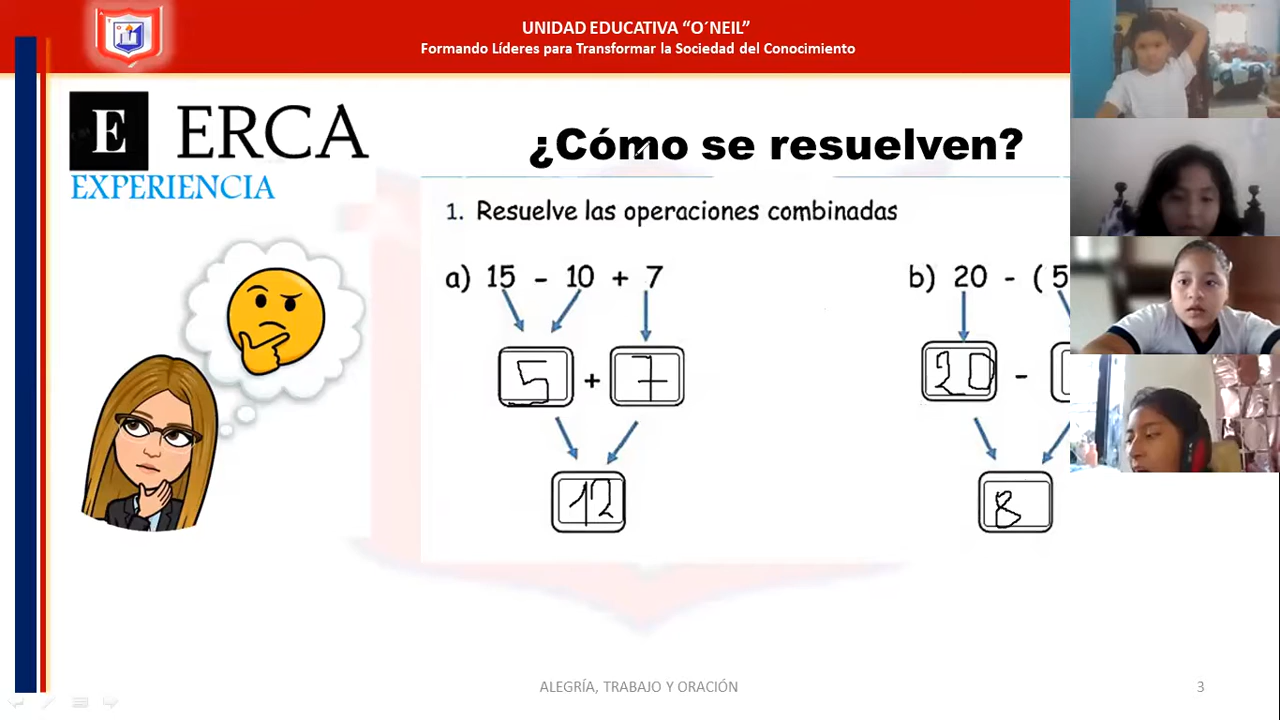 UNIDAD EDUCATIVA “O´NEIL”
Formando Líderes para Transformar la Sociedad del Conocimiento
E ERCA
EXPERIENCIA
¿Cómo se resuelven?
1. Resuelve las operaciones combinadas
a) 15 - 10 + 7
b) 20 - ( 5
5 + 7
20 -
12
8
ALEGRÍA, TRABAJO Y ORACIÓN
3